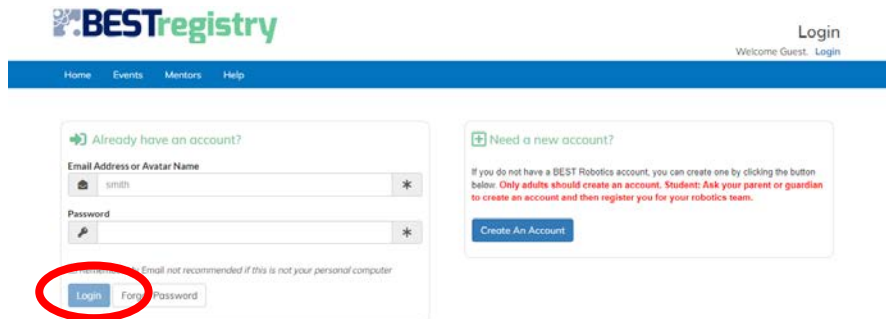 BESTregistry
Login
Welcome Guest. Login
Home Events Mentors Help
Already have an account?
Email Address or Avatar Name
smith
Password
Email not recommended if this is not your personal computer
Login Password
Need a new account?
If you do not have a BEST Robotics account, you can create one by clicking the button
below. Only adults should create an account. Student: Ask your parent or guardian
to create an account and then register you for your robotics team.
Create An Account